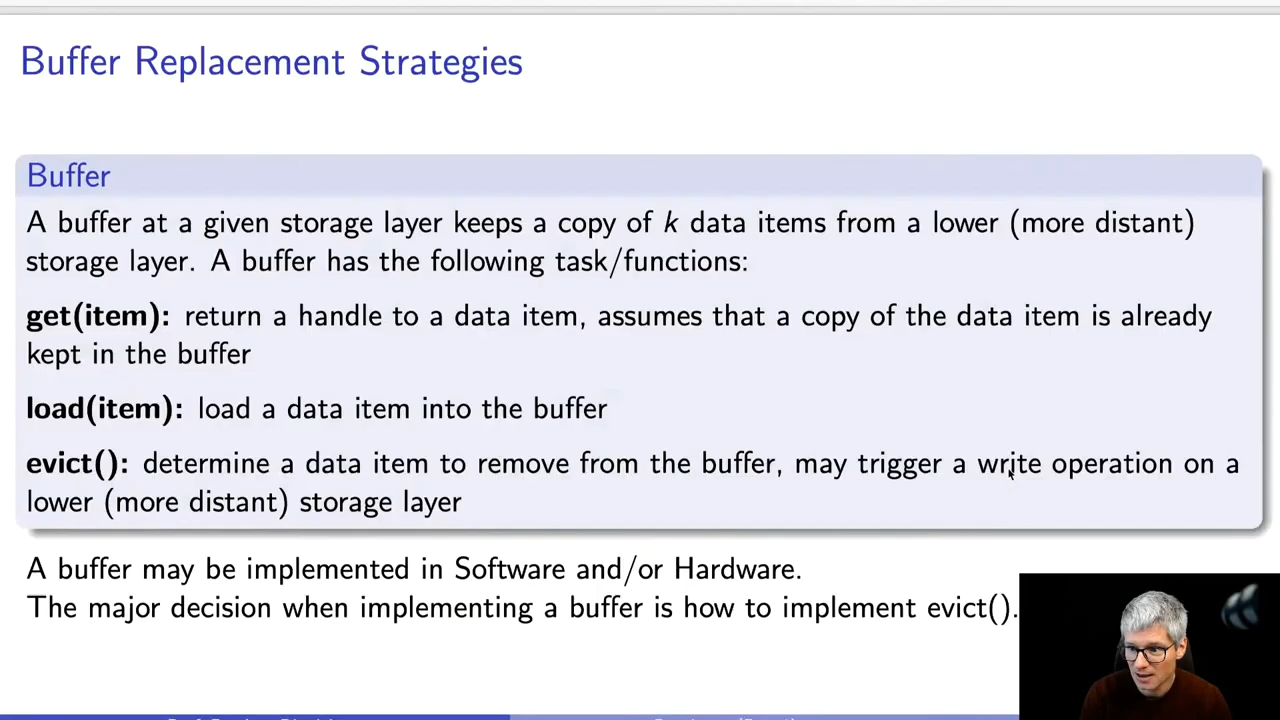 Buffer Replacement Strategies
Buffer
A buffer at a given storage layer keeps a copy of k data items from a lower (more distant)
storage layer. A buffer has the following task/functions:
get(item): return a handle to a data item, assumes that a copy of the data item is already
kept in the buffer
load(item): load a data item into the buffer
evict(): determine a data item to remove from the buffer, may trigger a write operation on a
lower (more distant) storage layer
A buffer may be implemented in Software and/or Hardware.
The major decision when implementing a buffer is how to implement evict().